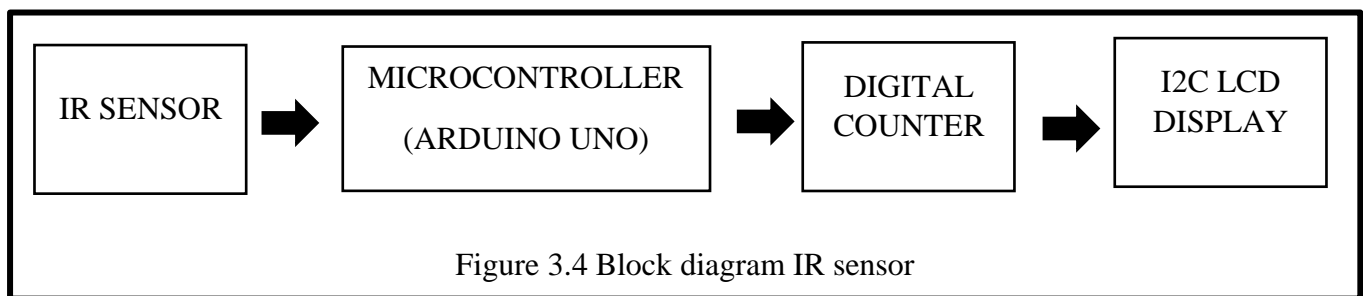 IR SENSOR
MICROCONTROLLER
(ARDUINO UNO)
DIGITAL
COUNTER
I2C LCD
DISPLAY
Figure 3.4 Block diagram IR sensor